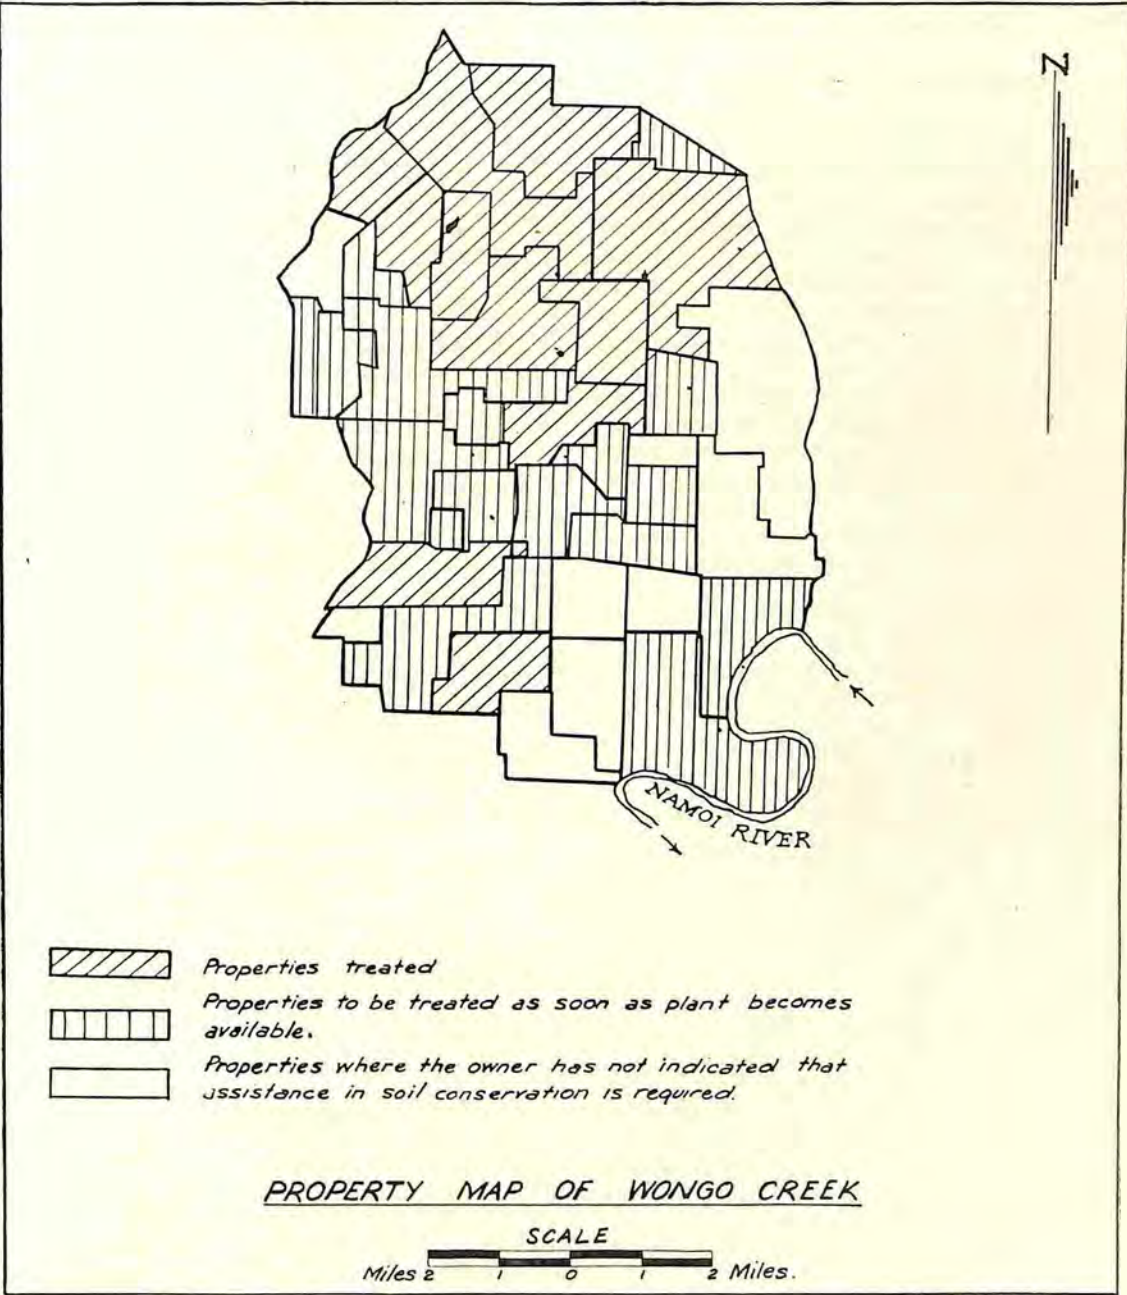 N
NAMOI RIVER
Properties treated
Properties to be treated as soon as plant becomes
available.
Properties where the owner has not indicated that
assistance in soil conservation is required.
PROPERTY MAP OF WONGO CREEK
SCALE
Miles 2 1 0 1 2 Miles.